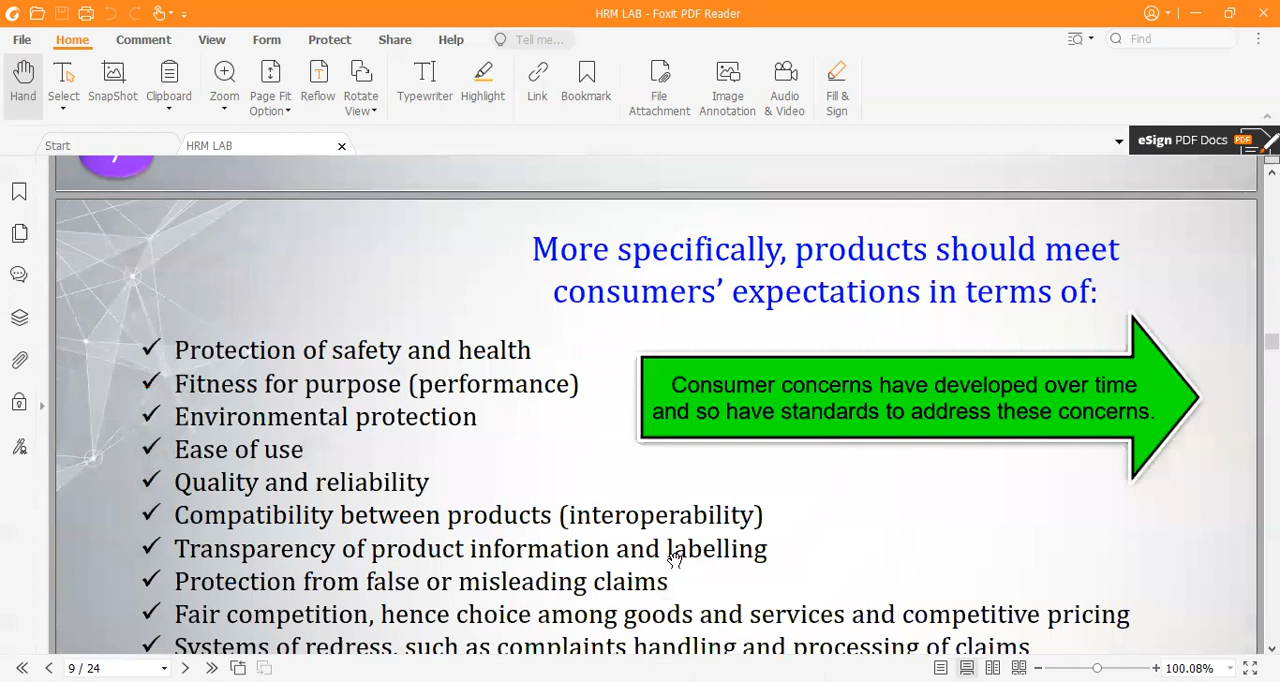 HRM LAB - Foxit PDF Reader
File Home Comment View Form Protect Share Help Tell me... Find
Hand Select SnapShot Clipboard Zoom Page Fit Option Reflow Rotate View Typewriter Highlight Link Bookmark File Attachment Image Annotation Audio & Video Fill & Sign
Start HRM LAB eSign PDF Docs PDF
More specifically, products should meet
consumers’ expectations in terms of:
✓ Protection of safety and health
✓ Fitness for purpose (performance)
✓ Environmental protection
✓ Ease of use
✓ Quality and reliability
✓ Compatibility between products (interoperability)
✓ Transparency of product information and labelling
✓ Protection from false or misleading claims
✓ Fair competition, hence choice among goods and services and competitive pricing
✓ Systems of redress, such as complaints handling and processing of claims
Consumer concerns have developed over time
and so have standards to address these concerns.
9 / 24 100.08%